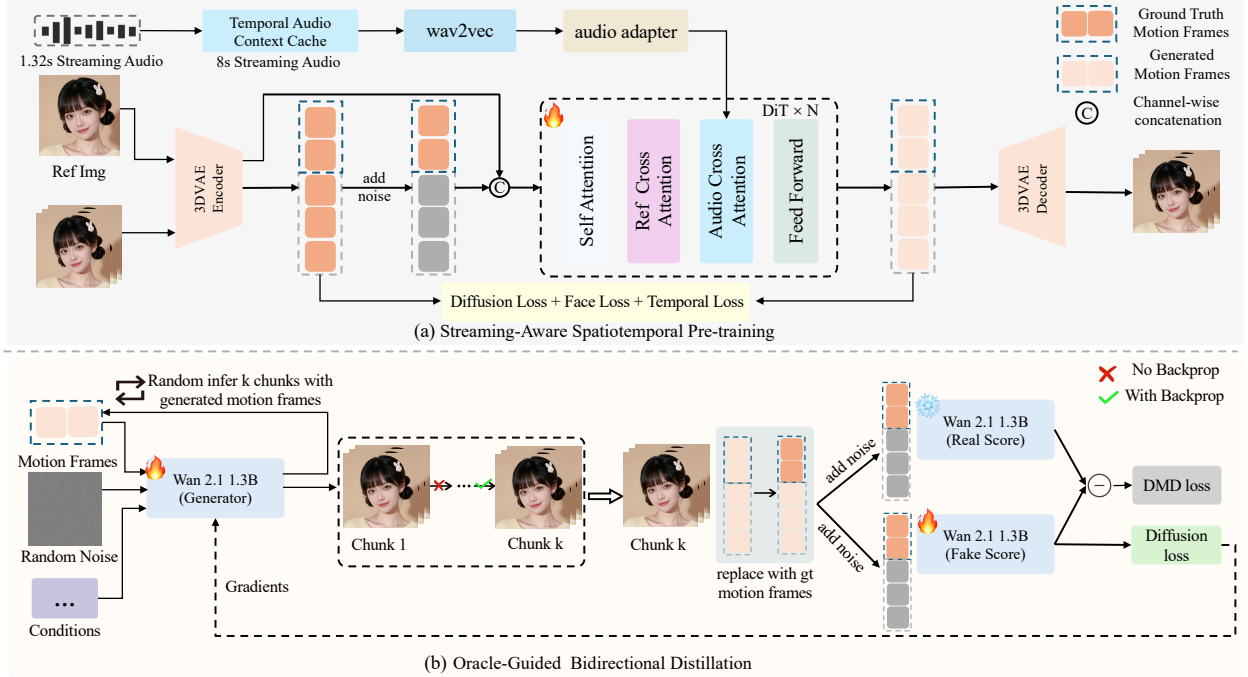 1.32s Streaming Audio
Temporal Audio
Context Cache
8s Streaming Audio
wav2vec
audio adapter
Ground Truth
Motion Frames
Generated
Motion Frames
C
Channel-wise
concatenation
Ref Img
3DVAE
Encoder
add
noise
C
DiT × N
Self Attentiion
Ref Cross
Attention
Audio Cross
Attention
Feed Forward
3DVAE
Decoder
Diffusion Loss + Face Loss + Temporal Loss
(a) Streaming-Aware Spatiotemporal Pre-training
Random infer k chunks with
generated motion frames
Motion Frames
Random Noise
...
Conditions
Wan 2.1 1.3B
(Generator)
Gradients
Chunk 1
...
Chunk k
Chunk k
replace with gt
motion frames
add noise
add noise
Wan 2.1 1.3B
(Real Score)
Wan 2.1 1.3B
(Fake Score)
No Backprop
With Backprop
−
DMD loss
Diffusion
loss
(b) Oracle-Guided Bidirectional Distillation